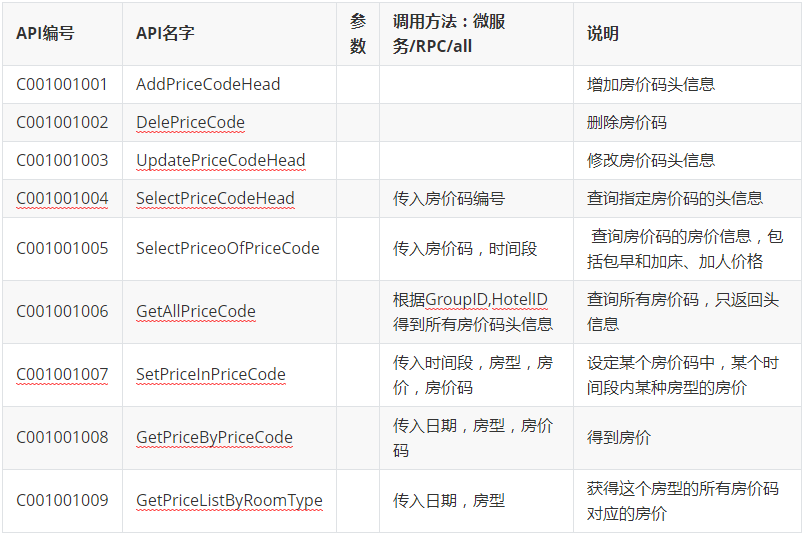 API编号 API名字 参数 调用方法：微服务/RPC/all 说明
C001001001 AddPriceCodeHead 增加房价码头信息
C001001002 DelePriceCode 删除房价码
C001001003 UpdatePriceCodeHead 修改房价码头信息
C001001004 SelectPriceCodeHead 传入房价码编号 查询指定房价码的头信息
C001001005 SelectPriceoOfPriceCode 传入房价码，时间段 查询房价码的房价信息，包括包早和加床、加人价格
C001001006 GetAllPriceCode 根据GroupID,HotelID得到所有房价码头信息 查询所有房价码，只返回头信息
C001001007 SetPriceInPriceCode 传入时间段，房型，房价，房价码 设定某个房价码中，某个时间段内某种房型的房价
C001001008 GetPriceByPriceCode 传入日期，房型，房价码 得到房价
C001001009 GetPriceListByRoomType 传入日期，房型 获得这个房型的所有房价码对应的房价